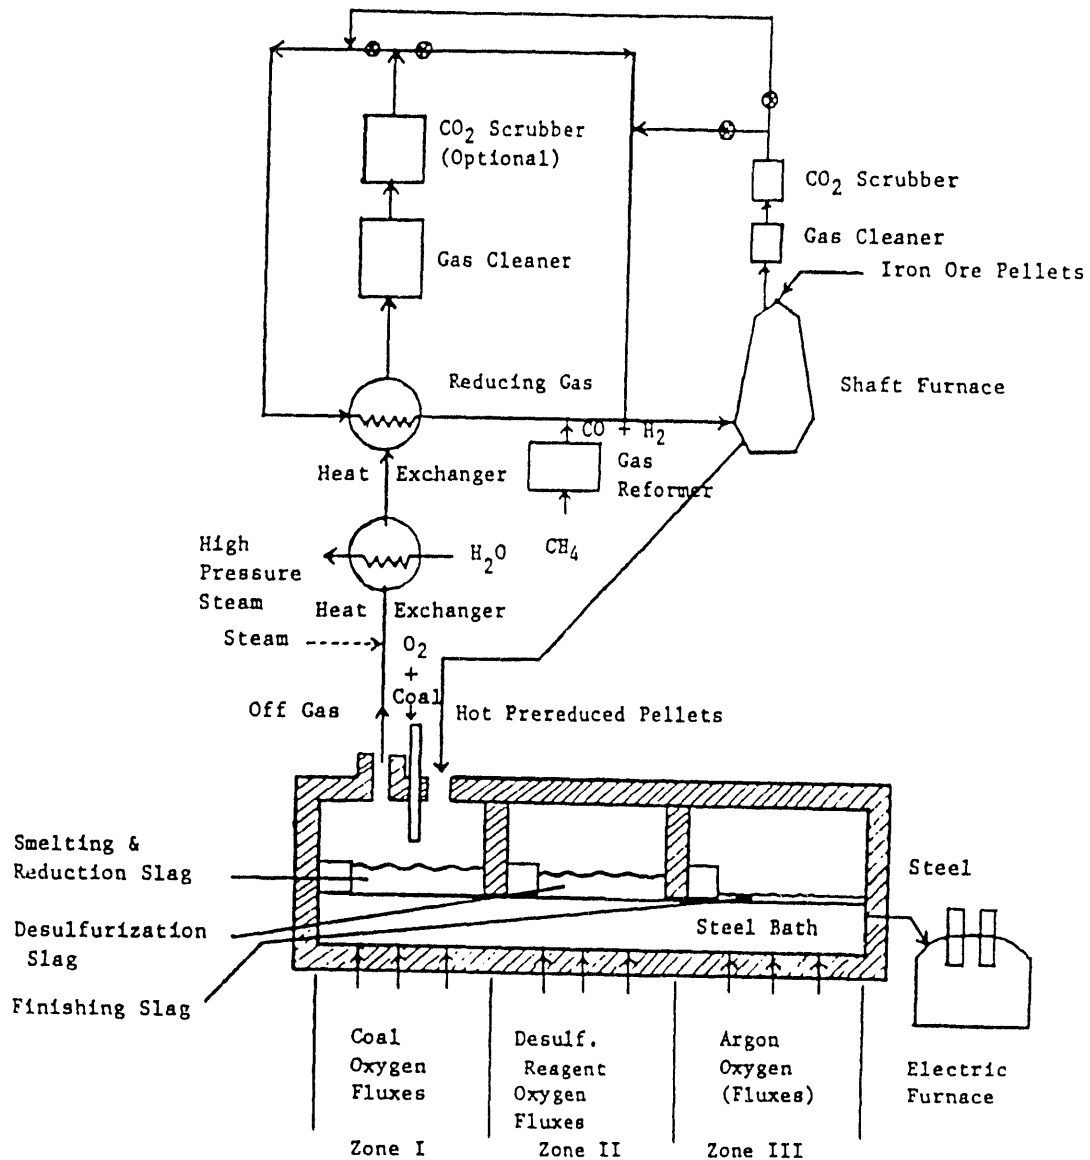 CO2 Scrubber
(Optional)
CO2 Scrubber
Gas Cleaner
Gas Cleaner
Iron Ore Pellets
Reducing Gas
Shaft Furnace
CO + H2
Gas
Reformer
Heat Exchanger
CH4
High
Pressure
Steam
H2O
Heat Exchanger
Steam
O2
+
Coal
Off Gas
Hot Prereduced Pellets
Smelting &
Reduction Slag
Steel
Desulfurization
Slag
Steel Bath
Finishing Slag
Coal
Oxygen
Fluxes
Desulf.
Reagent
Oxygen
Fluxes
Argon
Oxygen
(Fluxes)
Electric
Furnace
Zone I
Zone II
Zone III